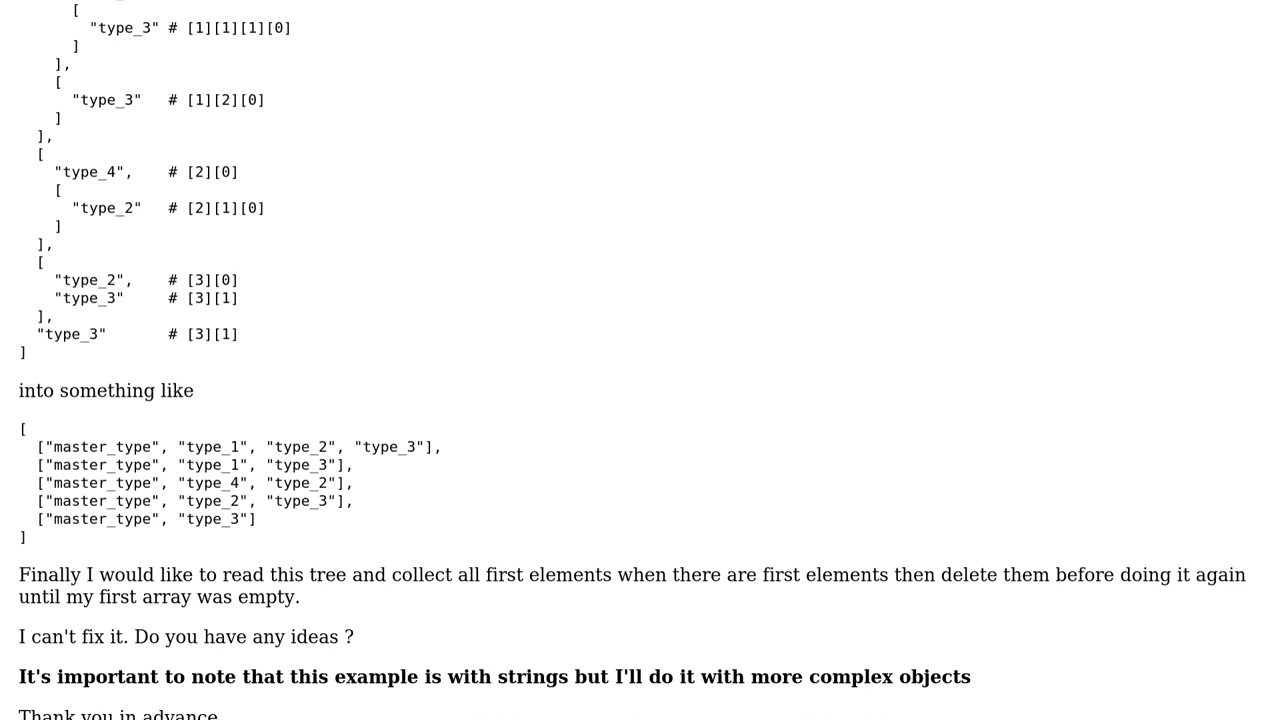 [
"type_3" # [1][1][1][0]
]
],
[
"type_3"   # [1][2][0]
]
],
[
"type_4",    # [2][0]
[
"type_2"   # [2][1][0]
]
],
[
"type_2",    # [3][0]
"type_3"     # [3][1]
],
"type_3"       # [3][1]
]
into something like
[
["master_type", "type_1", "type_2", "type_3"],
["master_type", "type_1", "type_3"],
["master_type", "type_4", "type_2"],
["master_type", "type_2", "type_3"],
["master_type", "type_3"]
]
Finally I would like to read this tree and collect all first elements when there are first elements then delete them before doing it again
until my first array was empty.
I can't fix it. Do you have any ideas ?
It's important to note that this example is with strings but I'll do it with more complex objects
Thank you in advance